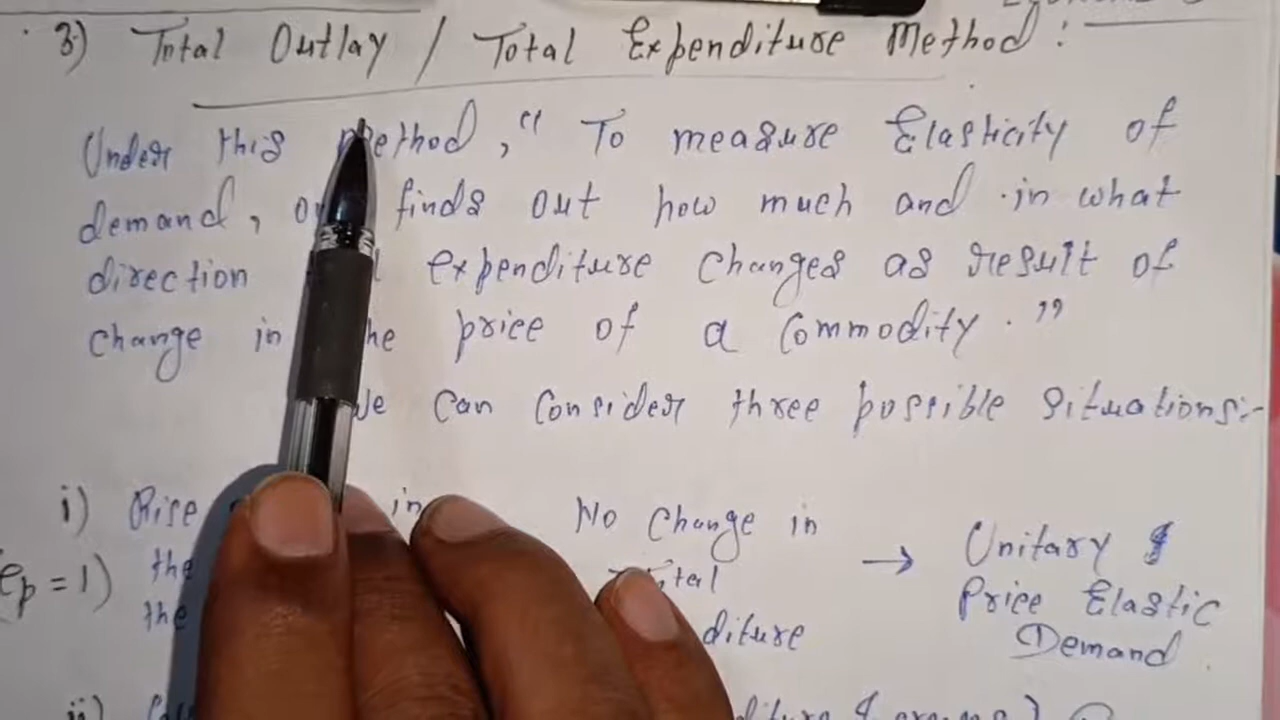 3) Total Outlay / Total Expenditure Method :
Under this method, " To measure Elasticity of
demand, finds out how much and in what
direction expenditure changes as result of
change in the price of a Commodity . "
We can consider three possible situations:-
i) Rise in No change in
(ep = 1) the Total → Unitary Price Elastic Demand.
the
ii)